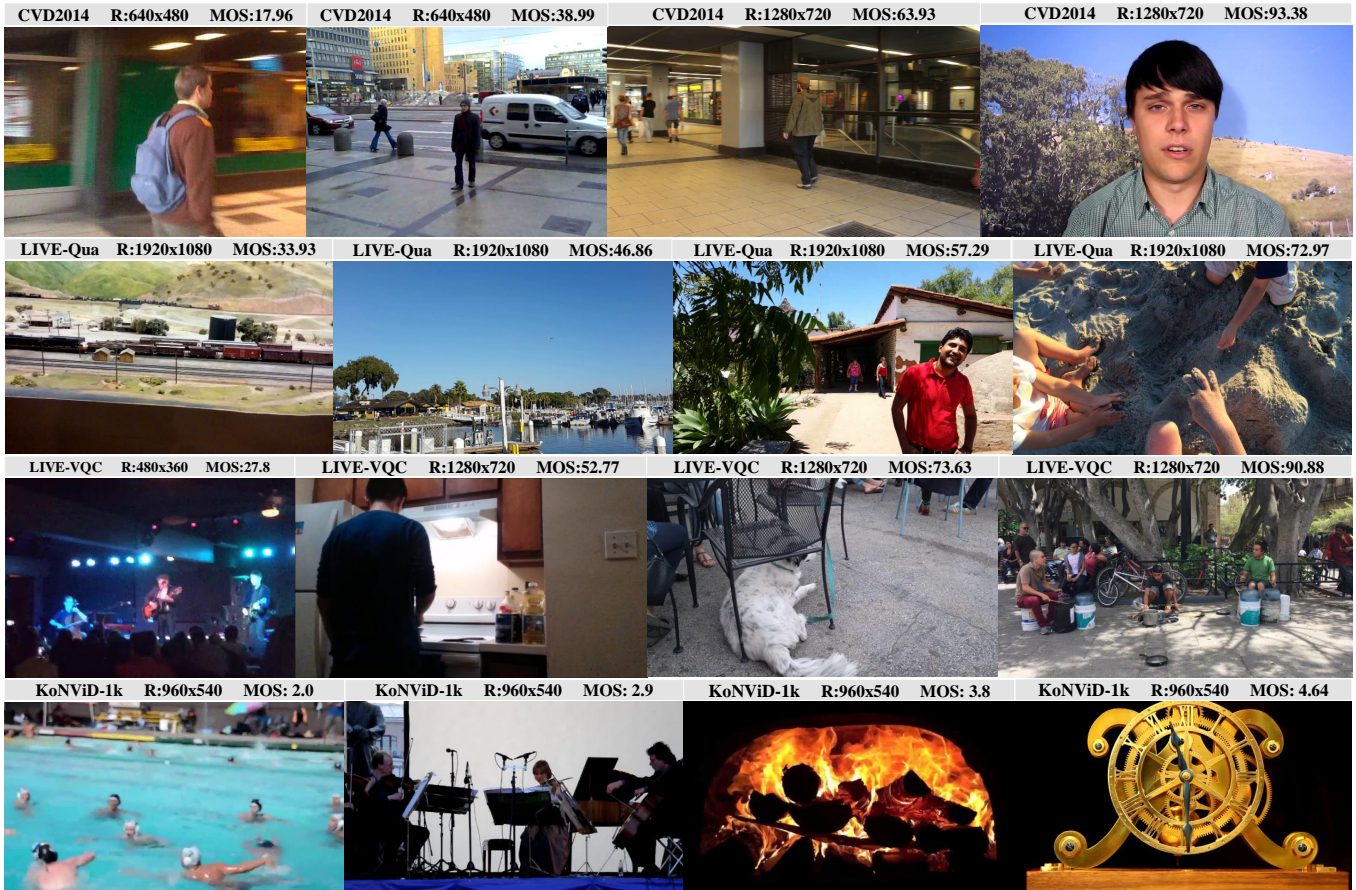 CVD2014 R:640x480 MOS:17.96
CVD2014 R:640x480 MOS:38.99
CVD2014 R:1280x720 MOS:63.93
CVD2014 R:1280x720 MOS:93.38
LIVE-Qua R:1920x1080 MOS:33.93
LIVE-Qua R:1920x1080 MOS:46.86
LIVE-Qua R:1920x1080 MOS:57.29
LIVE-Qua R:1920x1080 MOS:72.97
LIVE-VQC R:480x360 MOS:27.8
LIVE-VQC R:1280x720 MOS:52.77
LIVE-VQC R:1280x720 MOS:73.63
LIVE-VQC R:1280x720 MOS:90.88
KoNViD-1k R:960x540 MOS: 2.0
KoNViD-1k R:960x540 MOS: 2.9
KoNViD-1k R:960x540 MOS: 3.8
KoNViD-1k R:960x540 MOS: 4.64